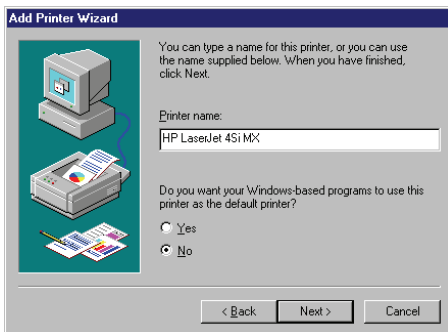 Add Printer Wizard
You can type a name for this printer, or you can use
the name supplied below. When you have finished,
click Next.
Printer name:
HP LaserJet 4Si MX
Do you want your Windows-based programs to use this
printer as the default printer?
Yes
No
< Back
Next >
Cancel